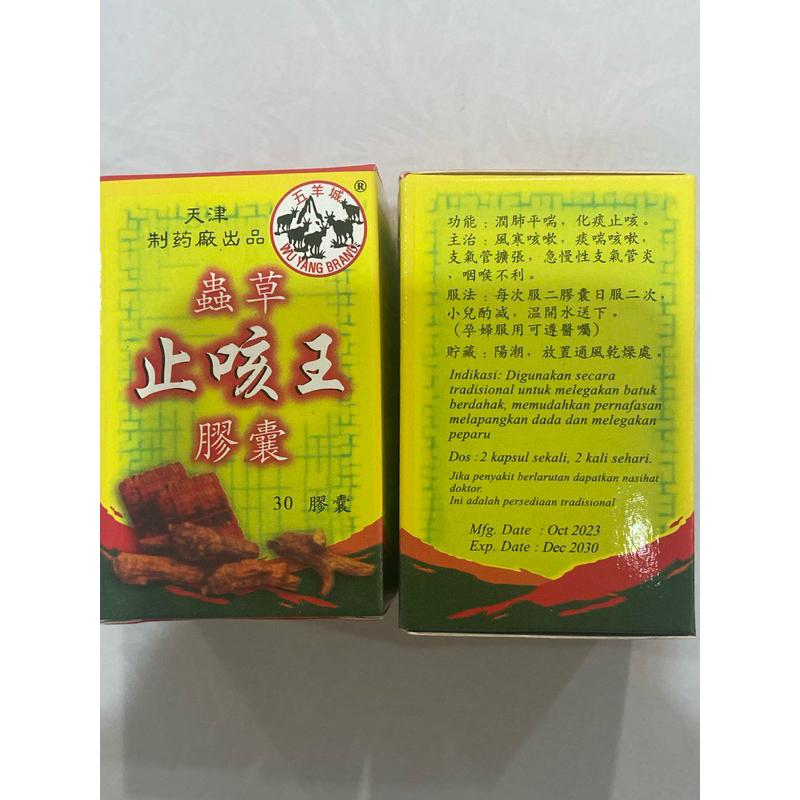 天津
制药廠出品
五羊城
WU YANG BRAND
®
蟲草
止咳王
膠囊
30 膠囊
功能：潤肺平喘，化痰止咳。
主治：風寒咳嗽，痰喘咳嗽，
支氣管擴張，急慢性支氣管炎
，咽喉不利。
服法：每次服二膠囊日服二次，
小兒酌减，温開水送下。
（孕婦服用可遵醫囑）
貯藏：陽潮，放置通風乾燥處。
Indikasi: Digunakan secara
tradisional untuk melegakan batuk
berdahak, memudahkan pernafasan
melapangkan dada dan melegakan
peparu
Dos : 2 kapsul sekali, 2 kali sehari.
Jika penyakit berlarutan dapatkan nasihat
doktor.
Ini adalah persediaan tradisional
Mfg. Date : Oct 2023
Exp. Date : Dec 2030